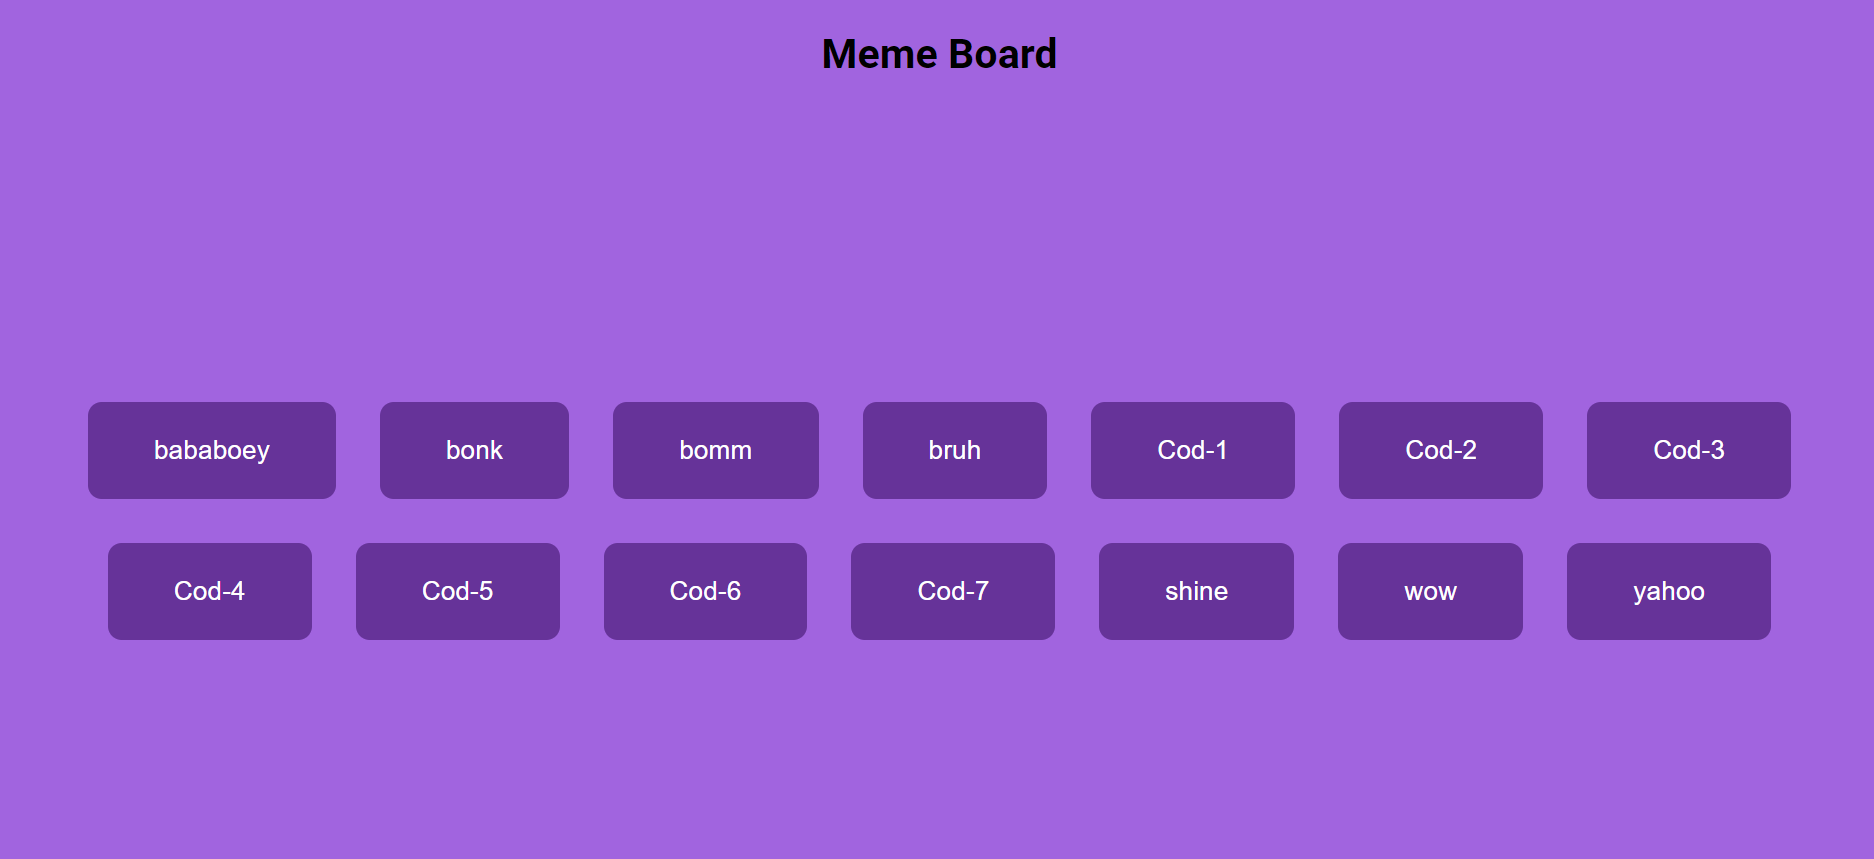 Meme Board
bababoey bonk bomm bruh Cod-1 Cod-2 Cod-3
Cod-4 Cod-5 Cod-6 Cod-7 shine wow yahoo